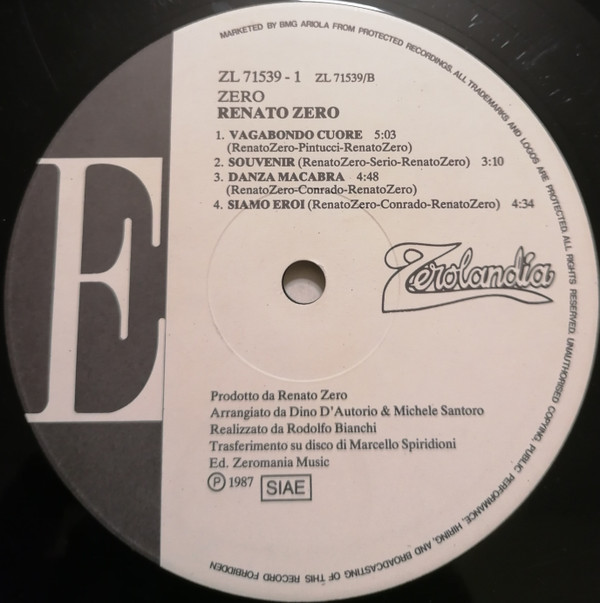 MARKETED BY BMG ARIOLA FROM PROTECTED RECORDINGS. ALL TRADEMARKS AND LOGOS ARE PROTECTED. ALL RIGHTS RESERVED. UNAUTHORISED COPYING, PUBLIC PERFORMANCE, HIRING, AND BROADCASTING OF THIS RECORD FORBIDDEN
ZL 71539 - 1 ZL 71539/B
ZERO
RENATO ZERO
1. VAGABONDO CUORE 5:03
(RenatoZero-Pintucci-RenatoZero)
2. SOUVENIR (RenatoZero-Serio-RenatoZero) 3:10
3. DANZA MACABRA 4:48
(RenatoZero-Conrado-RenatoZero)
4. SIAMO EROI (RenatoZero-Conrado-RenatoZero) 4:34
E
Zerolandia
Prodotto da Renato Zero
Arrangiato da Dino D'Autorio & Michele Santoro
Realizzato da Rodolfo Bianchi
Trasferimento su disco di Marcello Spiridioni
Ed. Zeromania Music
Ⓟ 1987 SIAE